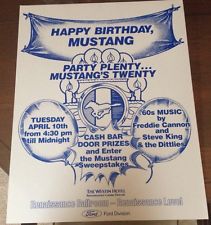 HAPPY BIRTHDAY,
MUSTANG
PARTY PLENTY...
MUSTANG'S TWENTY
TUESDAY
APRIL 10th
from 4:30 pm
till Midnight
CASH BAR
DOOR PRIZES
and Enter
the Mustang
Sweepstakes
'60s MUSIC
by
Freddie Cannon
and
Steve King
& the Dittlies
THE WESTIN HOTEL
Renaissance Ballroom - Renaissance Level
Ford
Ford Division